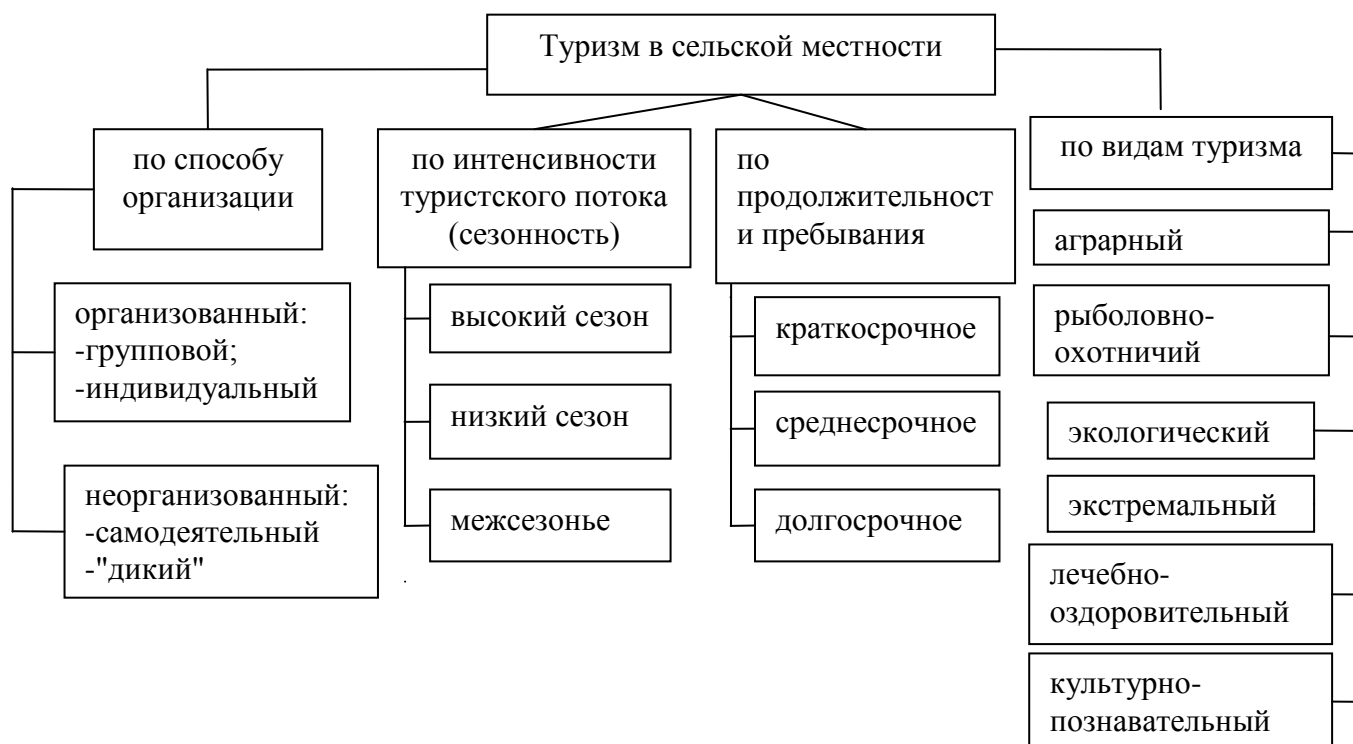 Туризм в сельской местности
по способу
организации
организованный:
-групповой;
-индивидуальный
неорганизованный:
-самодеятельный
-"дикий"
по интенсивности
туристского потока
(сезонность)
высокий сезон
низкий сезон
межсезонье
по
продолжительност
и пребывания
краткосрочное
среднесрочное
долгосрочное
по видам туризма
аграрный
рыболовно-
охотничий
экологический
экстремальный
лечебно-
оздоровительный
культурно-
познавательный